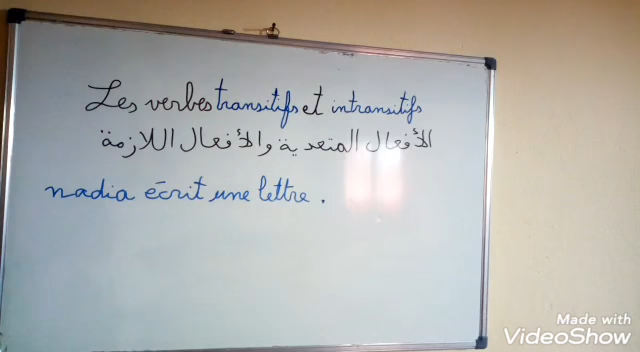 Les verbes transitifs et intransitifs
الأفعال المتعدية والأفعال اللازمة
nadia écrit une lettre .
Made with
VideoShow